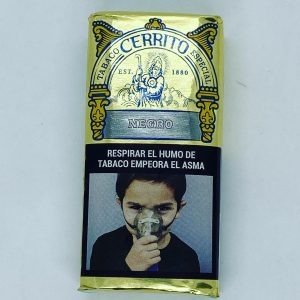 TABACO CERRITO ESPECIAL
EST. 1880
NEGRO
RESPIRAR EL HUMO DE
TABACO EMPEORA EL ASMA